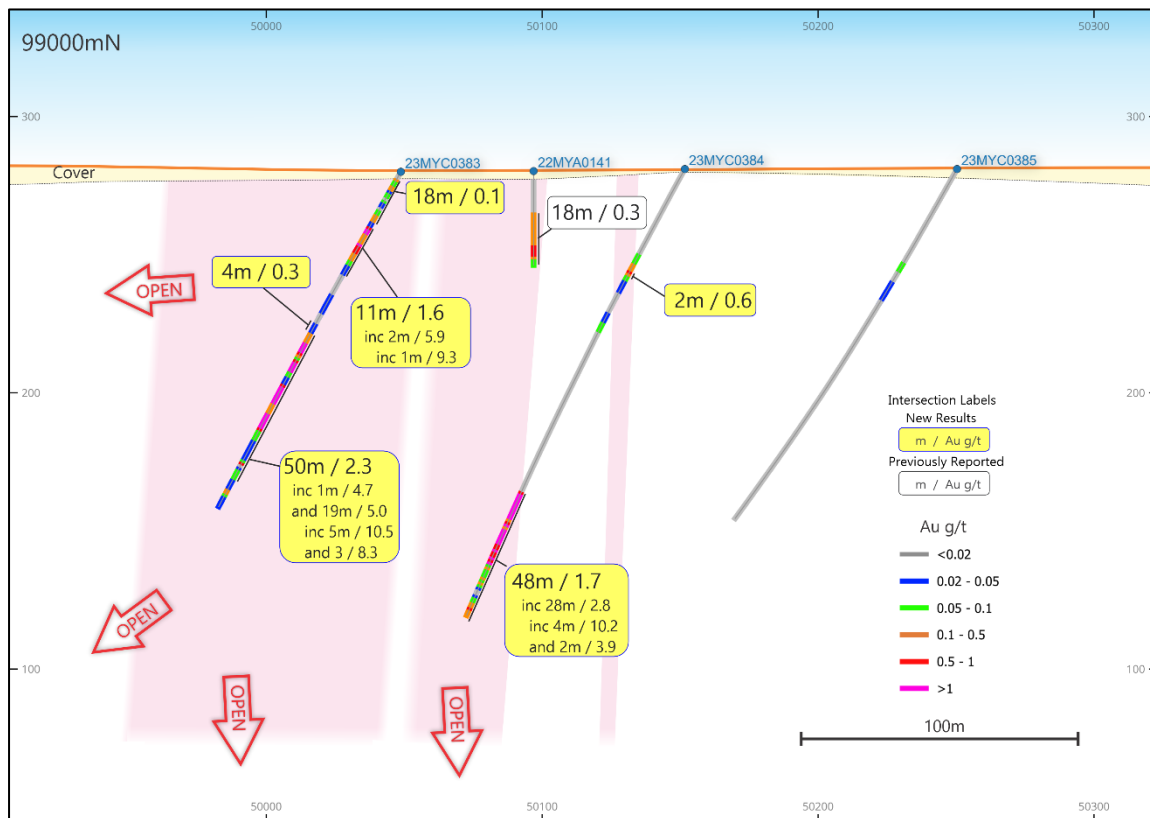 50000
50100
50200
50300
99000mN
300
300
Cover
23MYC0383
22MYA0141
23MYC0384
23MYC0385
18m / 0.1
18m / 0.3
4m / 0.3
OPEN
2m / 0.6
11m / 1.6
inc 2m / 5.9
inc 1m / 9.3
200
200
Intersection Labels
New Results
m / Au g/t
Previously Reported
m / Au g/t
50m / 2.3
inc 1m / 4.7
and 19m / 5.0
inc 5m / 10.5
and 3 / 8.3
Au g/t
<0.02
0.02 - 0.05
0.05 - 0.1
0.1 - 0.5
0.5 - 1
>1
48m / 1.7
inc 28m / 2.8
inc 4m / 10.2
and 2m / 3.9
OPEN
100
100
OPEN
OPEN
100m
50000
50100
50200
50300